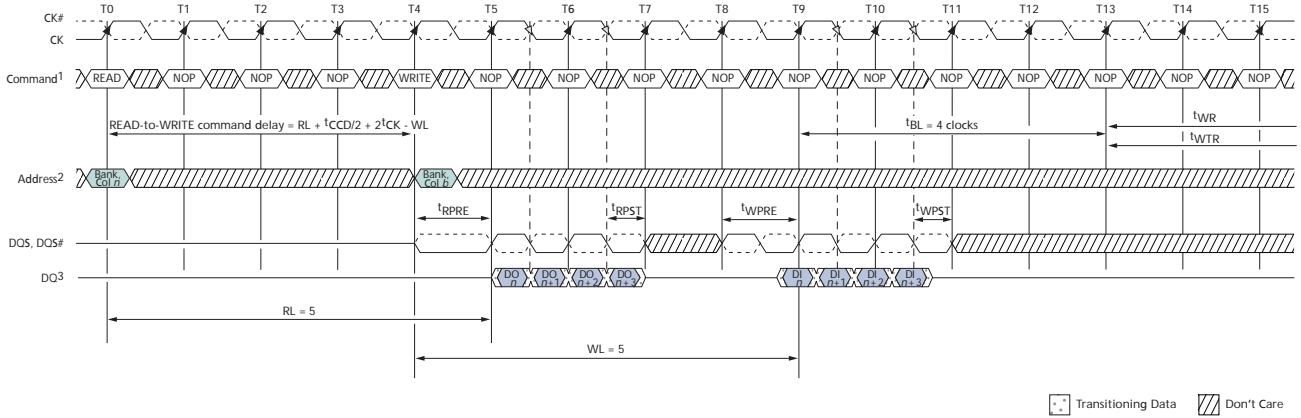 T0 T1 T2 T3 T4 T5 T6 T7 T8 T9 T10 T11 T12 T13 T14 T15
CK#
CK
Command1 READ NOP NOP NOP WRITE NOP NOP NOP NOP NOP NOP NOP NOP NOP NOP NOP
READ-to-WRITE command delay = RL + tCCD/2 + 2tCK - WL
tBL = 4 clocks
tWR
tWTR
Address2
Bank, Bank,
Col n Col b
tRPRE tRPST tWPRE tWPST
DQS, DQS#
DQ3
DO DO DO DO DI DI DI DI
n n+1 n+2 n+3 n n+1 n+2 n+3
RL = 5
WL = 5
Transitioning Data Don't Care